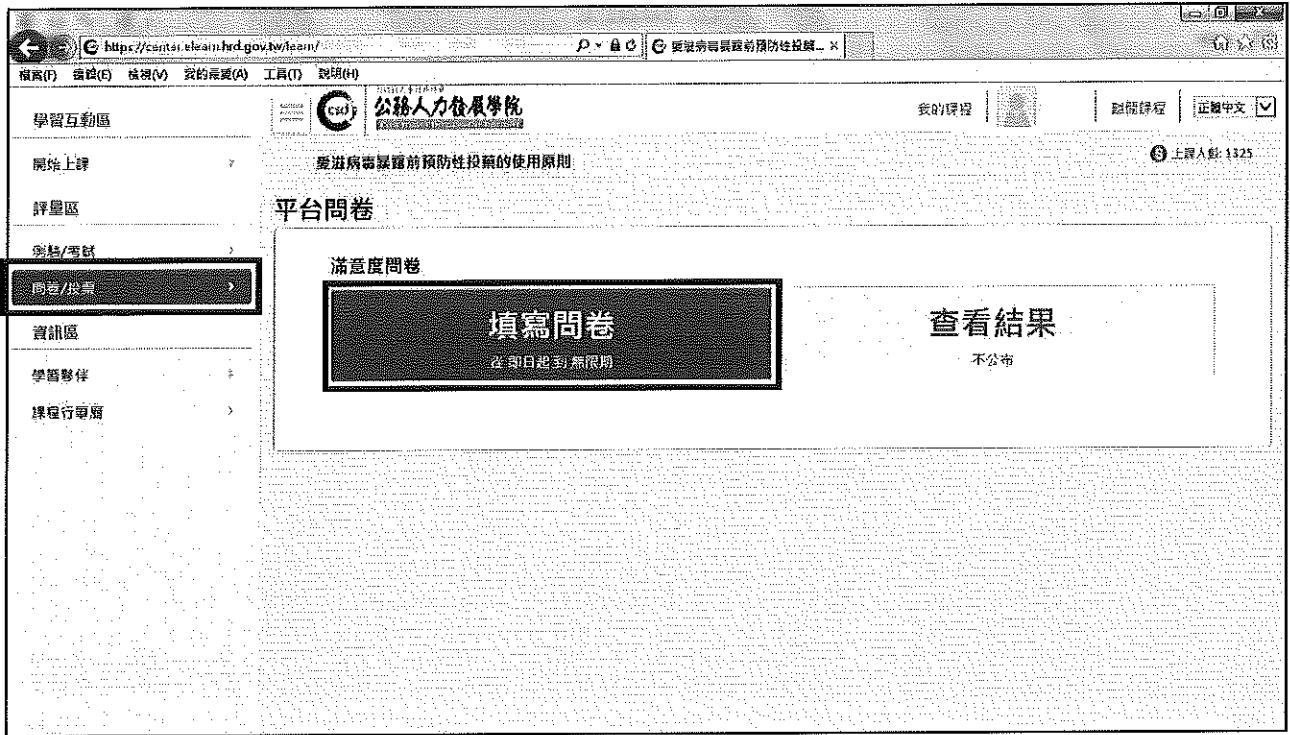 https://center.elearn.hrd.gov.tw/learn/
愛滋病毒暴露前預防性投藥... ×
檔案(F) 編輯(E) 檢視(V) 我的最愛(A) 工具(T) 說明(H)
學習互動區
csdi
公務人力發展學院
我的課程
離開課程
正體中文
開始上課
愛滋病毒暴露前預防性投藥的使用原則
上課人數: 1325
評量區
平台問卷
測驗/考試
滿意度問卷
問卷/投票
填寫問卷
查看結果
從 即日起 到 無限期
不公布
資訊區
學習夥伴
課程行事曆